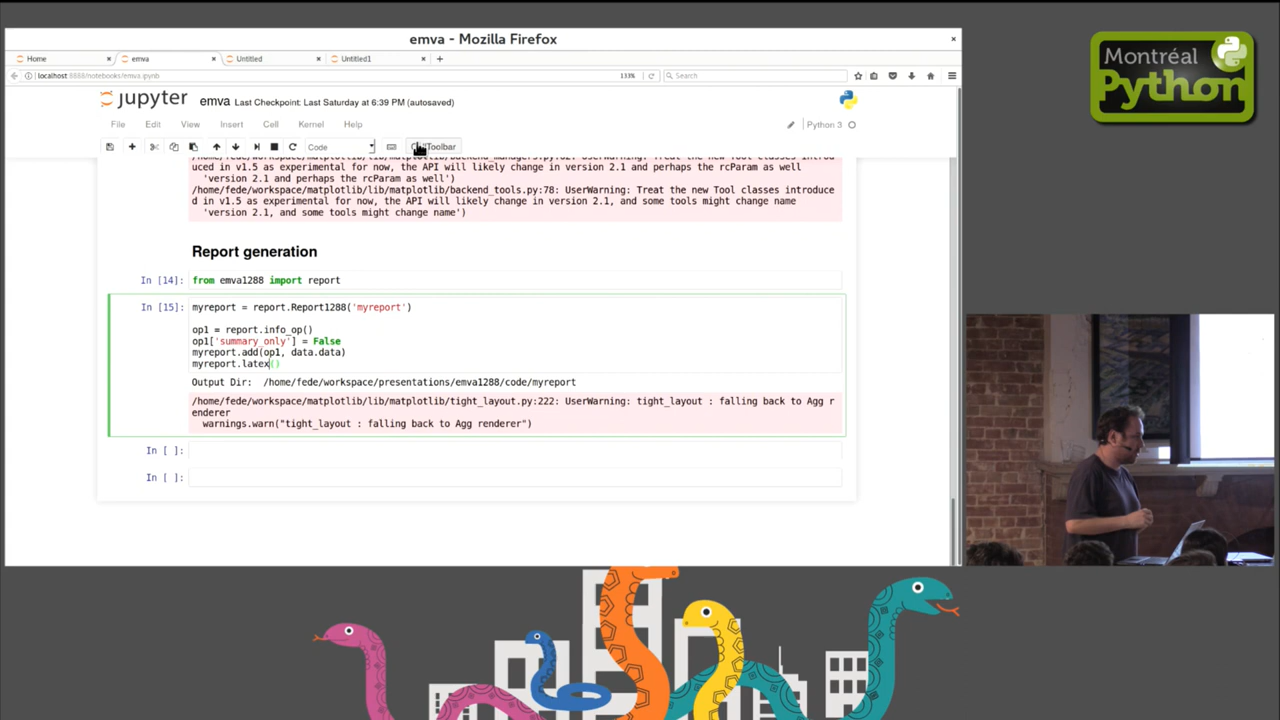 emva - Mozilla Firefox
Home
emva
Untitled
Untitled1
localhost:8888/notebooks/emva.ipynb
133%
Search
jupyter emva Last Checkpoint: Last Saturday at 6:39 PM (autosaved)
File Edit View Insert Cell Kernel Help
Python 3
Code
Toolbar
uced in v1.5 as experimental for now, the API will likely change in version 2.1 and perhaps the rcParam as well
'version 2.1 and perhaps the rcParam as well')
/home/fede/workspace/matplotlib/lib/matplotlib/backend_tools.py:78: UserWarning: Treat the new Tool classes introduce
d in v1.5 as experimental for now, the API will likely change in version 2.1, and some tools might change name
'version 2.1, and some tools might change name')
Report generation
In [14]: from emva1288 import report
In [15]: myreport = report.Report1288('myreport')
op1 = report.info_op()
op1['summary_only'] = False
myreport.add(op1, data.data)
myreport.latex()
Output Dir: /home/fede/workspace/presentations/emva1288/code/myreport
/home/fede/workspace/matplotlib/lib/matplotlib/tight_layout.py:222: UserWarning: tight_layout : falling back to Agg r
enderer
warnings.warn("tight_layout : falling back to Agg renderer")
In [ ]:
In [ ]:
Montréal
Python